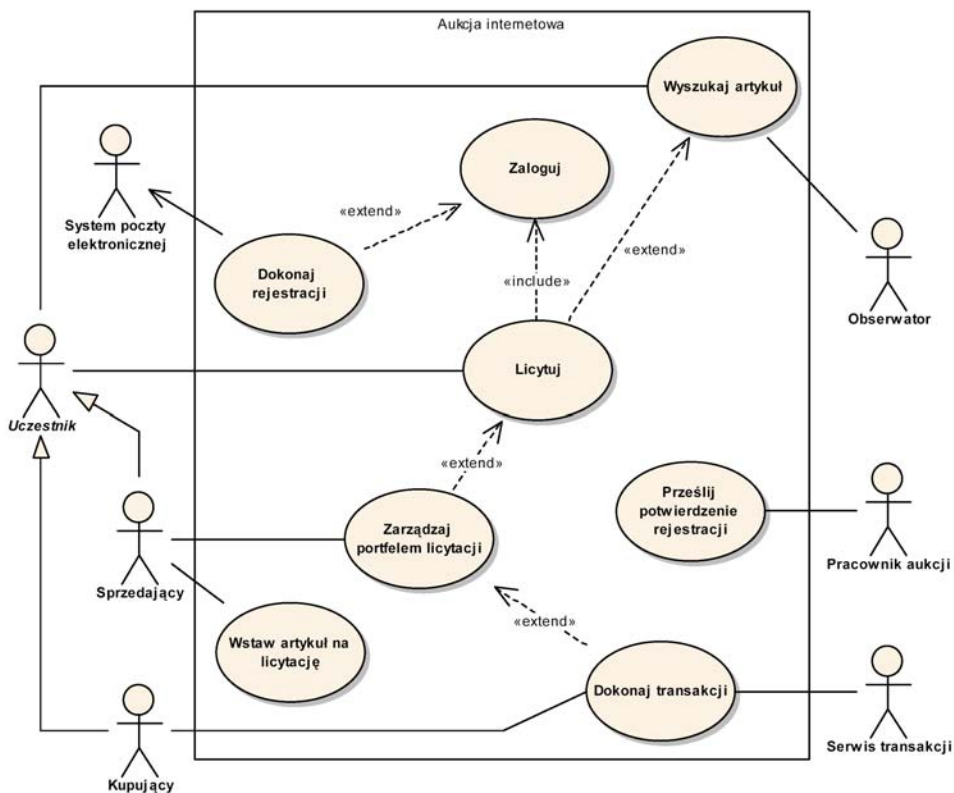 Aukcja internetowa
Wyszukaj artykuł
Zaloguj
«extend»
System poczty
elektronicznej
Dokonaj
rejestracji
«extend»
«include»
Obserwator
Licytuj
Uczestnik
«extend»
Prześlij
potwierdzenie
rejestracji
Zarządzaj
portfelem licytacji
Pracownik aukcji
Sprzedający
«extend»
Wstaw artykuł na
licytację
Dokonaj transakcji
Serwis transakcji
Kupujący